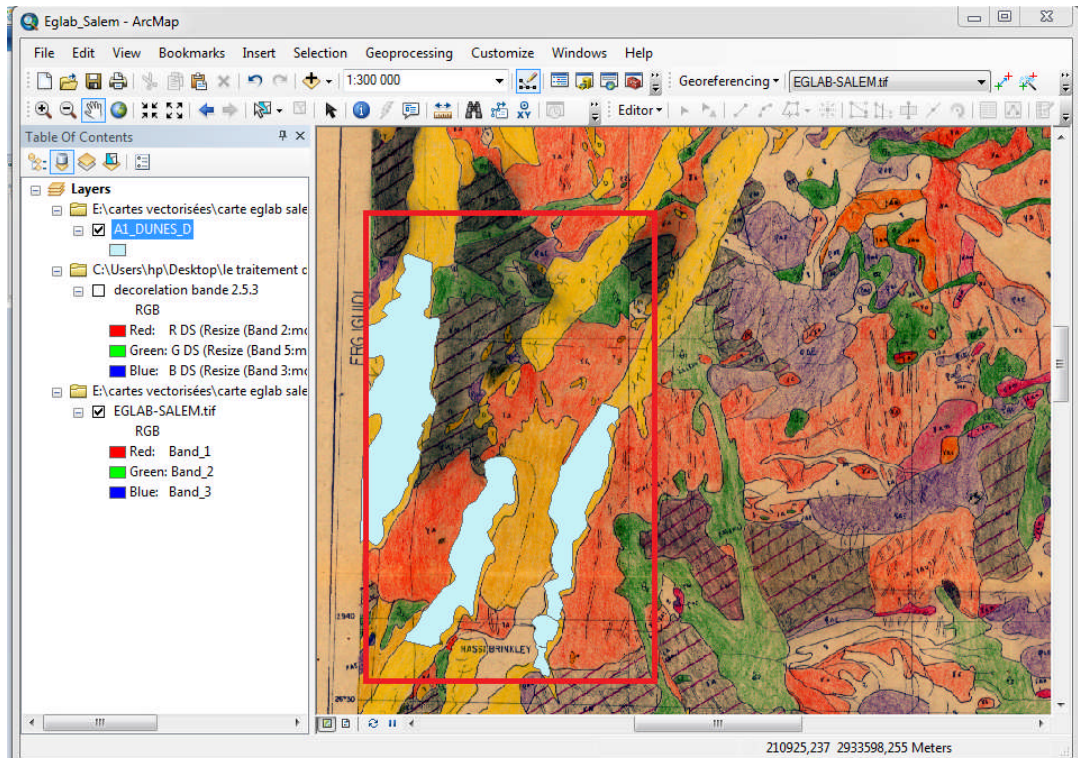 Eglab_Salem - ArcMap
File Edit View Bookmarks Insert Selection Geoprocessing Customize Windows Help
1:300 000 Georeferencing EGLAB-SALEM.tif
Editor
Table Of Contents
Layers
E:\cartes vectorisées\carte eglab sale
A1_DUNES_D
C:\Users\hp\Desktop\le traitement d
decorelation bande 2.5.3
RGB
Red: R DS (Resize (Band 2:mo
Green: G DS (Resize (Band 5:m
Blue: B DS (Resize (Band 3:mo
E:\cartes vectorisées\carte eglab sale
EGLAB-SALEM.tif
RGB
Red: Band_1
Green: Band_2
Blue: Band_3
ERG IGUIDI
2940
HASSI BRINKLEY
26°30
210925,237 2933598,255 Meters